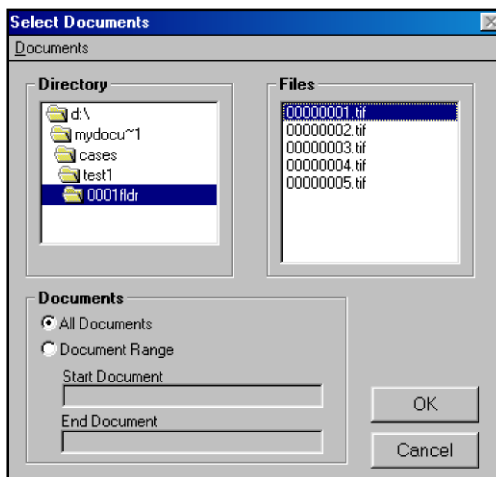 Select Documents
Documents
Directory
d:\
mydocu~1
cases
test1
0001fldr
Files
00000001.tif
00000002.tif
00000003.tif
00000004.tif
00000005.tif
Documents
All Documents
Document Range
Start Document
End Document
OK
Cancel